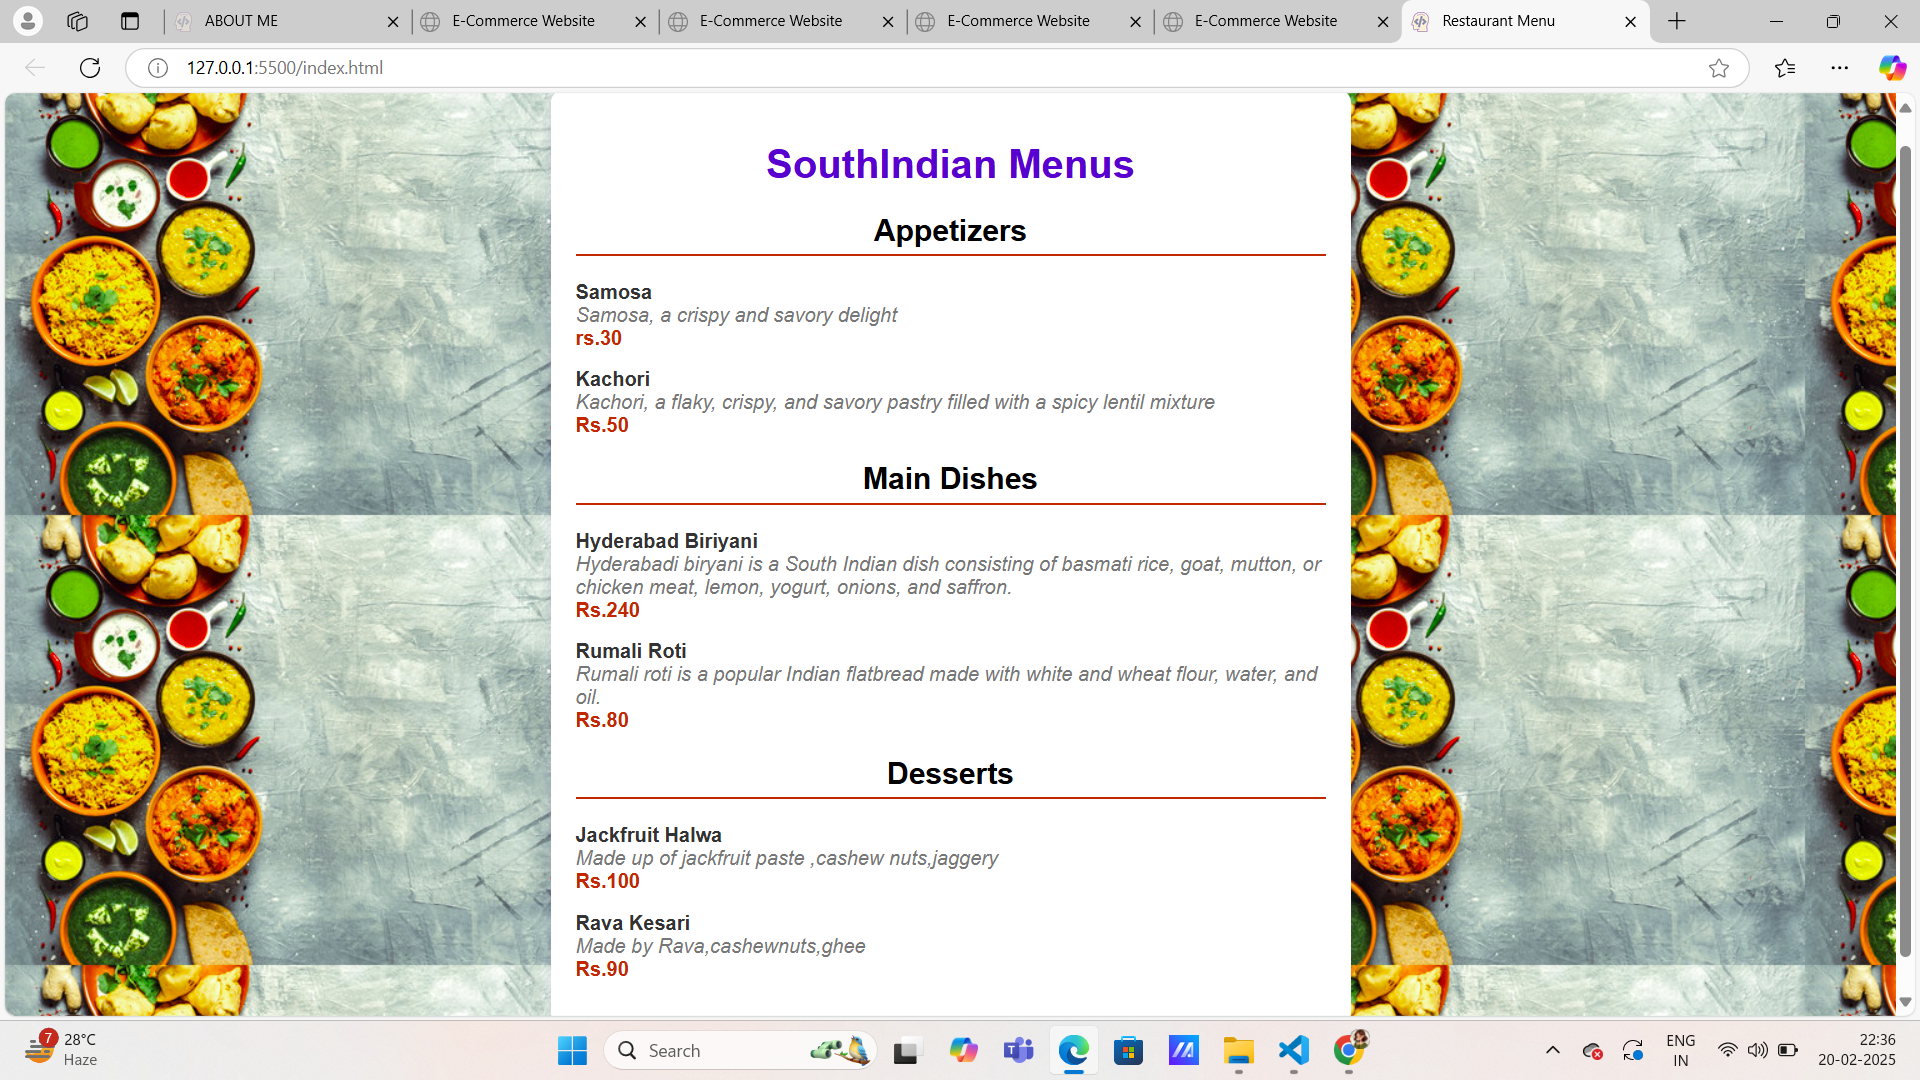 ABOUT ME
E-Commerce Website
E-Commerce Website
E-Commerce Website
E-Commerce Website
Restaurant Menu
127.0.0.1:5500/index.html
SouthIndian Menus
Appetizers
Samosa
Samosa, a crispy and savory delight
rs.30
Kachori
Kachori, a flaky, crispy, and savory pastry filled with a spicy lentil mixture
Rs.50
Main Dishes
Hyderabad Biriyani
Hyderabadi biryani is a South Indian dish consisting of basmati rice, goat, mutton, or
chicken meat, lemon, yogurt, onions, and saffron.
Rs.240
Rumali Roti
Rumali roti is a popular Indian flatbread made with white and wheat flour, water, and
oil.
Rs.80
Desserts
Jackfruit Halwa
Made up of jackfruit paste ,cashew nuts,jaggery
Rs.100
Rava Kesari
Made by Rava,cashewnuts,ghee
Rs.90
7
28°C
Haze
Search
ENG
IN
22:36
20-02-2025